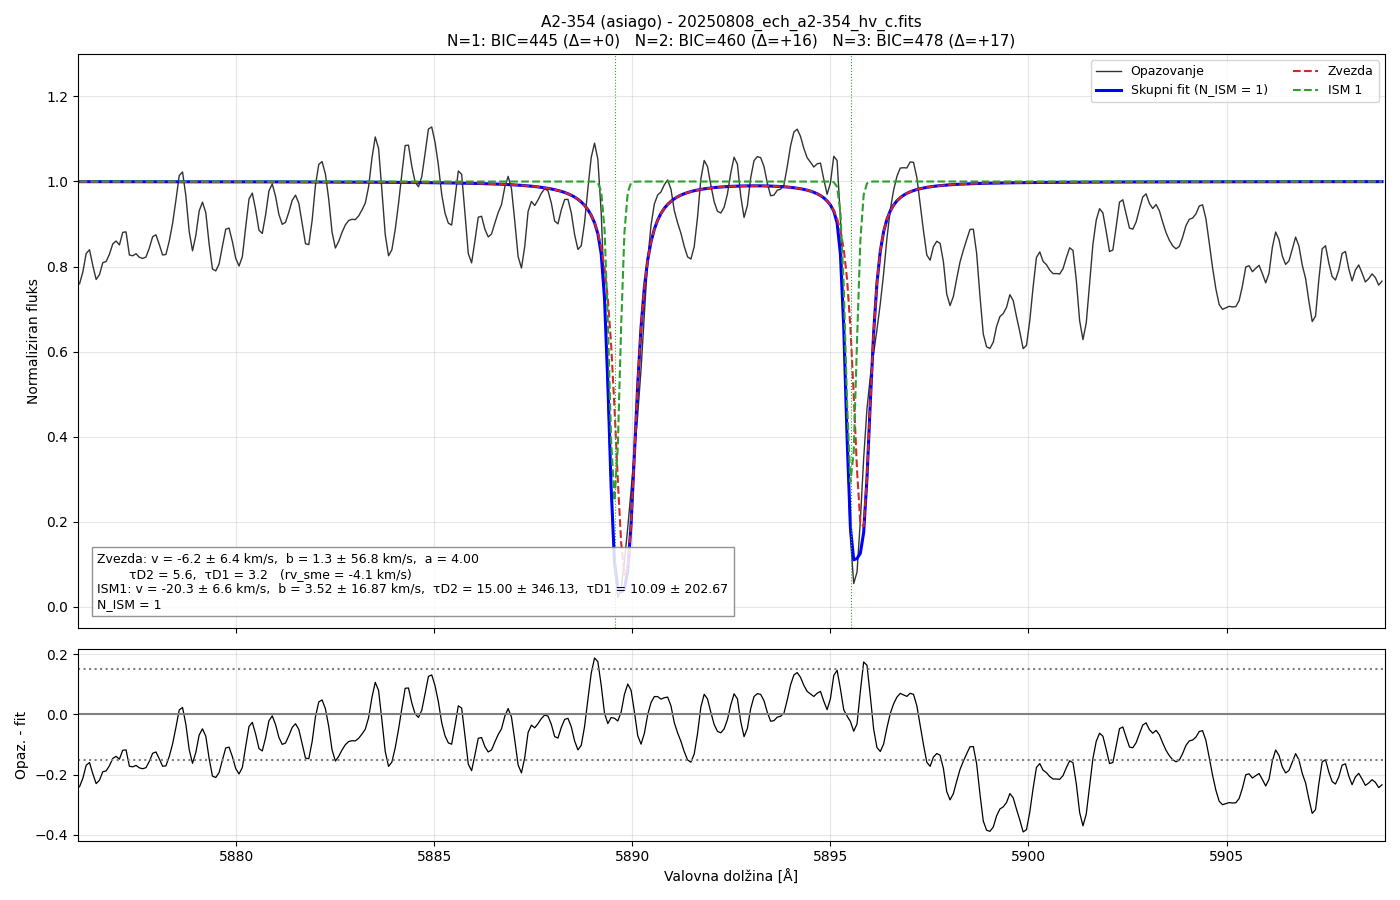 A2-354 (asiago) - 20250808_ech_a2-354_hv_c.fits
N=1: BIC=445 (Δ=+0)   N=2: BIC=460 (Δ=+16)   N=3: BIC=478 (Δ=+17)
Opazovanje
Skupni fit (N_ISM = 1)
Zvezda
ISM 1
Normaliziran fluks
1.2
1.0
0.8
0.6
0.4
0.2
0.0
Zvezda: v = -6.2 ± 6.4 km/s,  b = 1.3 ± 56.8 km/s,  a = 4.00
τD2 = 5.6,  τD1 = 3.2   (rv_sme = -4.1 km/s)
ISM1: v = -20.3 ± 6.6 km/s,  b = 3.52 ± 16.87 km/s,  τD2 = 15.00 ± 346.13,  τD1 = 10.09 ± 202.67
N_ISM = 1
Opaz. - fit
0.2
0.0
−0.2
−0.4
5880
5885
5890
5895
5900
5905
Valovna dolžina [Å]